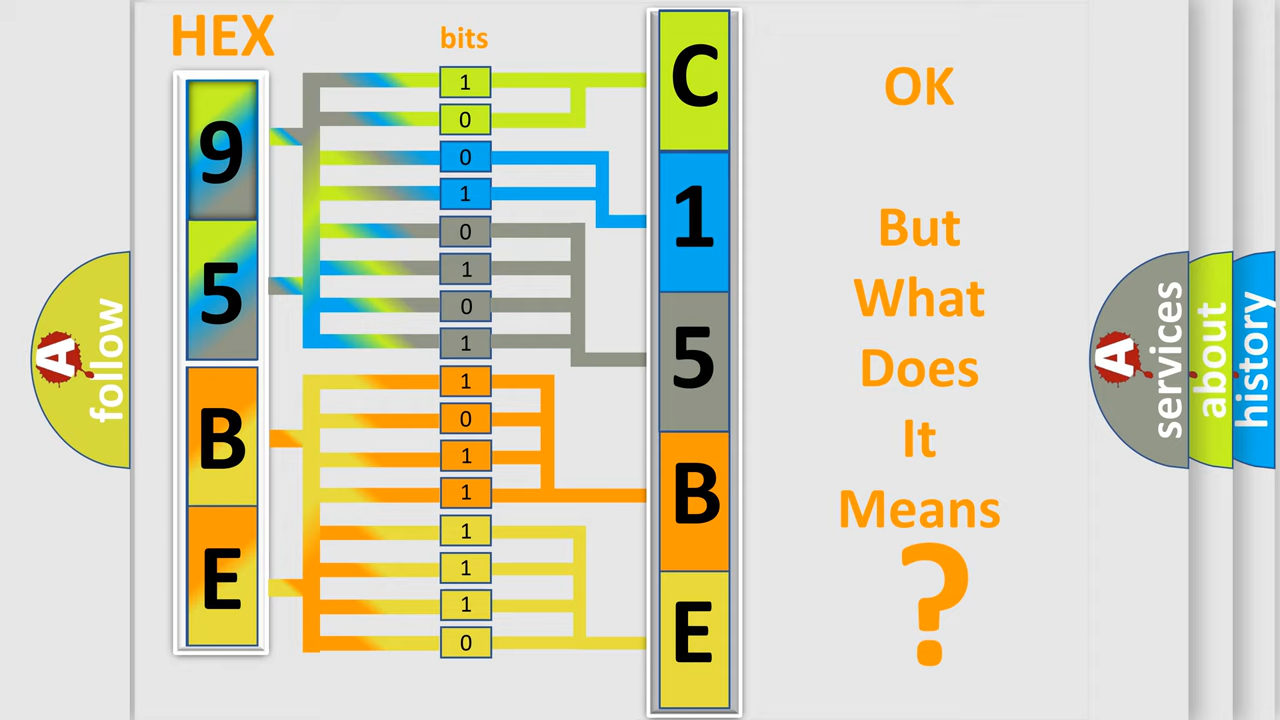 HEX
bits
9
5
B
E
1
0
0
1
0
1
0
1
1
0
1
1
1
1
1
0
C
1
5
B
E
OK
But
What
Does
It
Means
?
A
follow
A
services
about
history